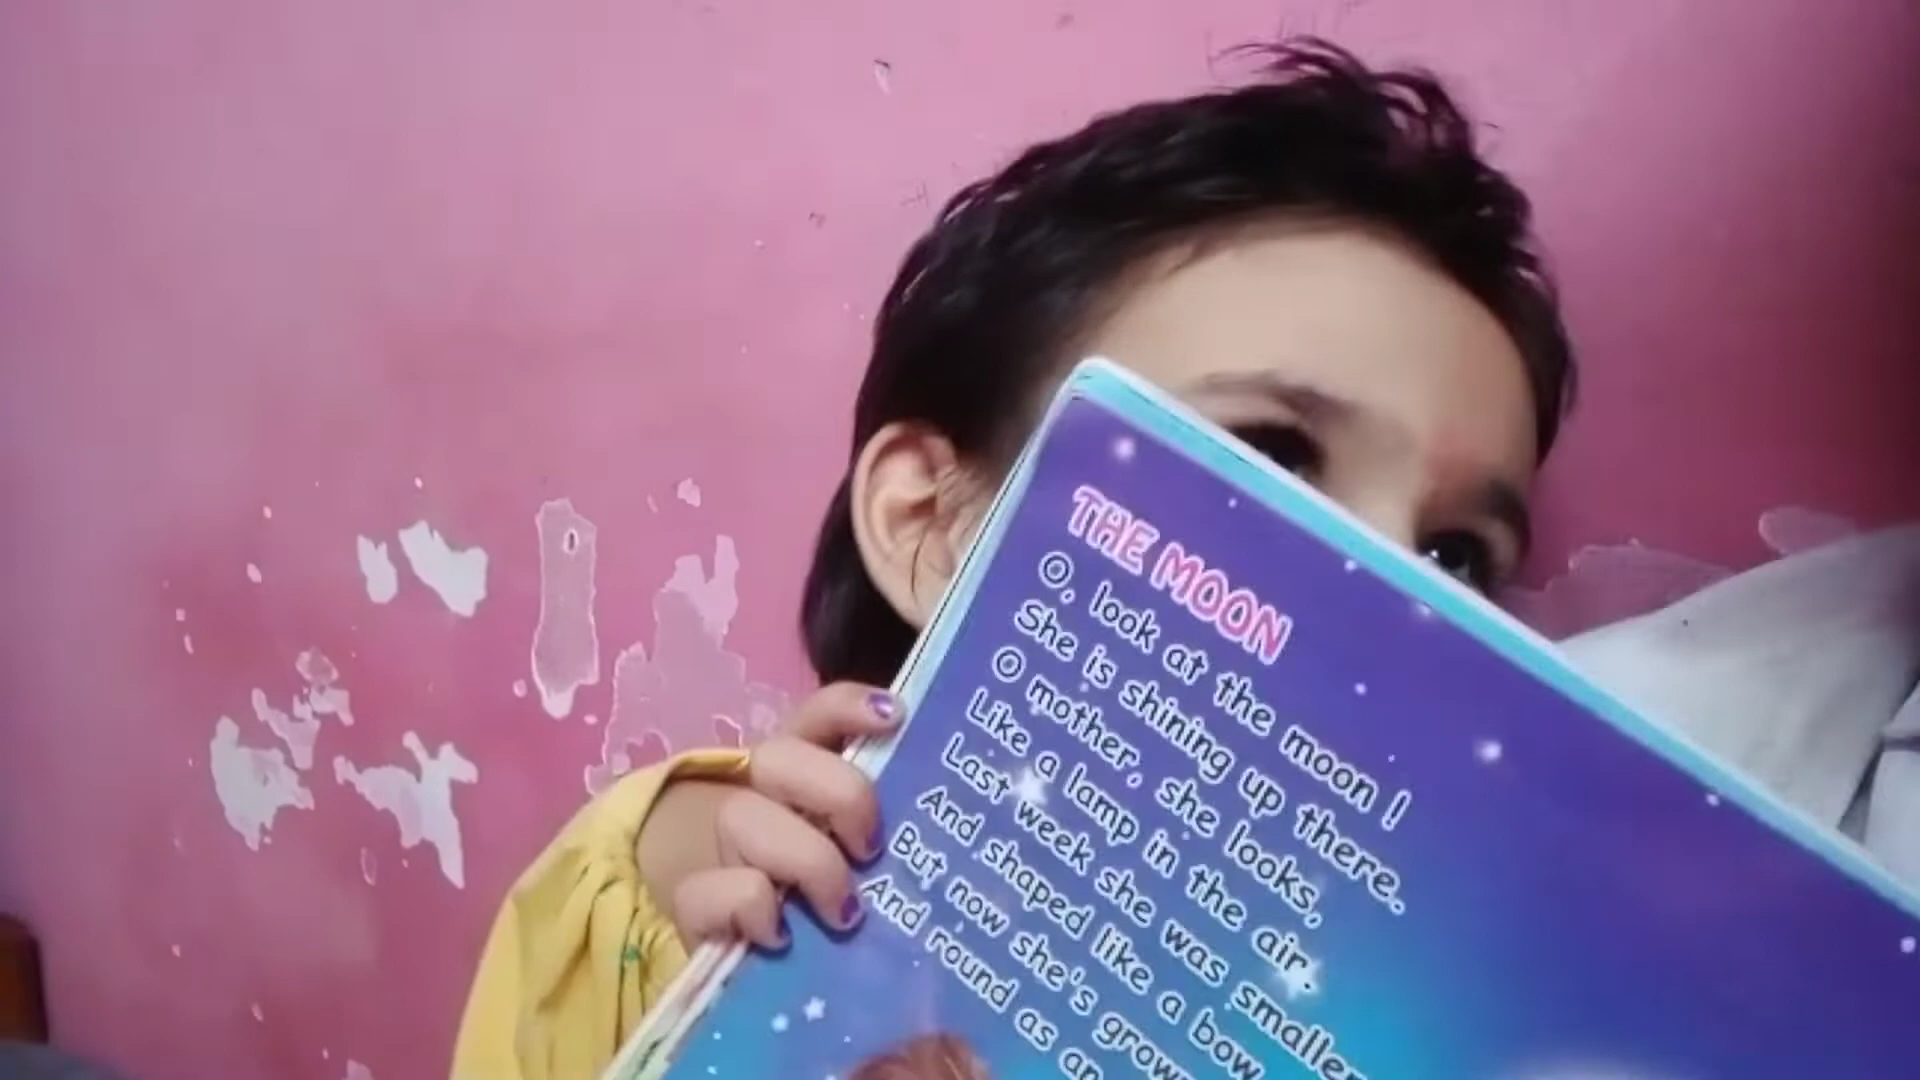 THE MOON
O, look at the moon !
She is shining up there.
O mother, she looks,
Like a lamp in the air.
Last week she was smaller
And shaped like a bow
But now she's grown
And round as an